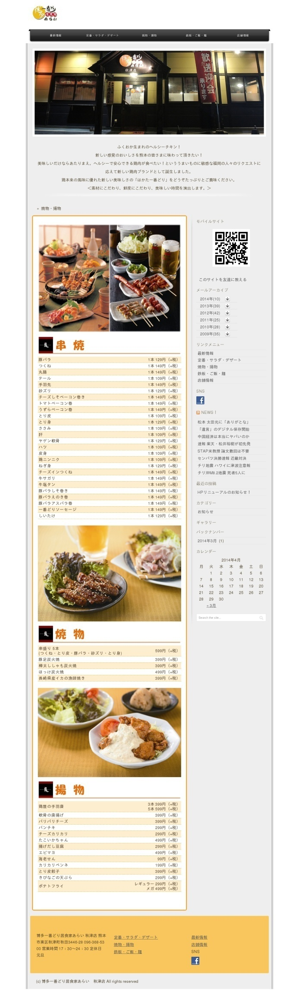 博多 一番どり
居食家
あらい
最新情報
定番・サラダ・デザート
焼物・揚物
鉄板・ご飯・麺
店舗情報
一番どり
秋津店
歓送迎会
承ります
ふくおか生まれのヘルシーチキン！
新しい感覚のおいしさを熊本の皆さまに味わって頂きたい！
美味しいだけならあたりまえ。ヘルシーで安心できる鶏肉が食べたい！といううまいものに敏感な福岡の人々のリクエストに
応えて新しい鶏肉ブランドとして誕生しました。
鶏本来の風味に優れた新しい美味しさの「はかた一番どり」をどうぞたっぷりとご賞味ください。
＜素材にこだわり、鮮度にこだわり、美味しい時間を演出します。＞
» 焼物・揚物
串 焼
豚バラ 1本 129円（+税）
つくね 1本 149円（+税）
丸腸 1本 149円（+税）
テール 1本 109円（+税）
手羽先 1本 149円（+税）
砂ズリ 1本 129円（+税）
チーズしそベーコン巻き 1本 149円（+税）
トマトベーコン巻 1本 149円（+税）
うずらベーコン巻 1本 149円（+税）
とり皮 1本 109円（+税）
とり身 1本 129円（+税）
ささみ 1本 109円（+税）
肝 1本 109円（+税）
ヤゲン軟骨 1本 129円（+税）
ハツ 1本 109円（+税）
皮身 1本 109円（+税）
鶏ニンニク 1本 109円（+税）
ねぎ身 1本 129円（+税）
チーズインつくね 1本 149円（+税）
牛サガリ 1本 149円（+税）
牛塩タン 1本 149円（+税）
豚バラしそ巻き 1本 149円（+税）
豚バラえのき巻 1本 149円（+税）
豚バラアスパラ巻 1本 149円（+税）
一番どりソーセージ 1本 149円（+税）
しいたけ 1本 129円（+税）
焼 物
串盛り 5本
(つくね・とり皮・豚バラ・砂ズリ・とり身) 599円（+税）
豚足炭火焼 399円（+税）
樺太ししゃも炭火焼 399円（+税）
ほっけ炭火焼 499円（+税）
長崎県産イカの漁師焼き 399円（+税）
揚 物
鶏屋の手羽唐 3本 399円（+税）
5本 599円（+税）
軟骨の唐揚げ 399円（+税）
パリパリチーズ 399円（+税）
バンチキ 299円（+税）
チーズカリカリ 299円（+税）
たこいかちゃん 499円（+税）
揚げだし豆腐 299円（+税）
エビマヨ 499円（+税）
海老せん 99円（+税）
カリカリペンネ 199円（+税）
とり皮餃子 399円（+税）
きびなごの天ぷら 299円（+税）
ポテトフライ レギュラー 299円（+税）
メガ 499円（+税）
モバイルサイト
このサイトを友達に教える
メールアーカイブ
2014年(10)
2013年(39)
2012年(42)
2011年(25)
2010年(28)
2009年(35)
リンクメニュー
最新情報
定番・サラダ・デザート
焼物・揚物
鉄板・ご飯・麺
店舗情報
SNS
NEWS！
松本 太田光に「ありがとな」
「遺言」のデジタル保存開始
中国経済は本当にヤバいのか
速報 楽天・松井裕樹が初先発
STAP米教授 論文撤回は不要
センバツ決勝速報 近畿対決
チリ地震 ハワイに津波注意報
チリ沖M8.2地震 死者5人に
最近の投稿
HPリニューアルのお知らせ！
カテゴリー
お知らせ
ギャラリー
バックナンバー
2014年3月 (1)
カレンダー
2014年4月
月 火 水 木 金 土 日
1 2 3 4 5 6
7 8 9 10 11 12 13
14 15 16 17 18 19 20
21 22 23 24 25 26 27
28 29 30
« 3月
Search the site...
博多一番どり居食家あらい 秋津店 熊本
市東区秋津町秋田3446-28 096-368-53
00 営業時間 17：30～24：30 定休日
元旦
定番・サラダ・デザート
焼物・揚物
鉄板・ご飯・麺
最新情報
店舗情報
SNS
(c) 博多一番どり居食家あらい　秋津店 All rights reserved